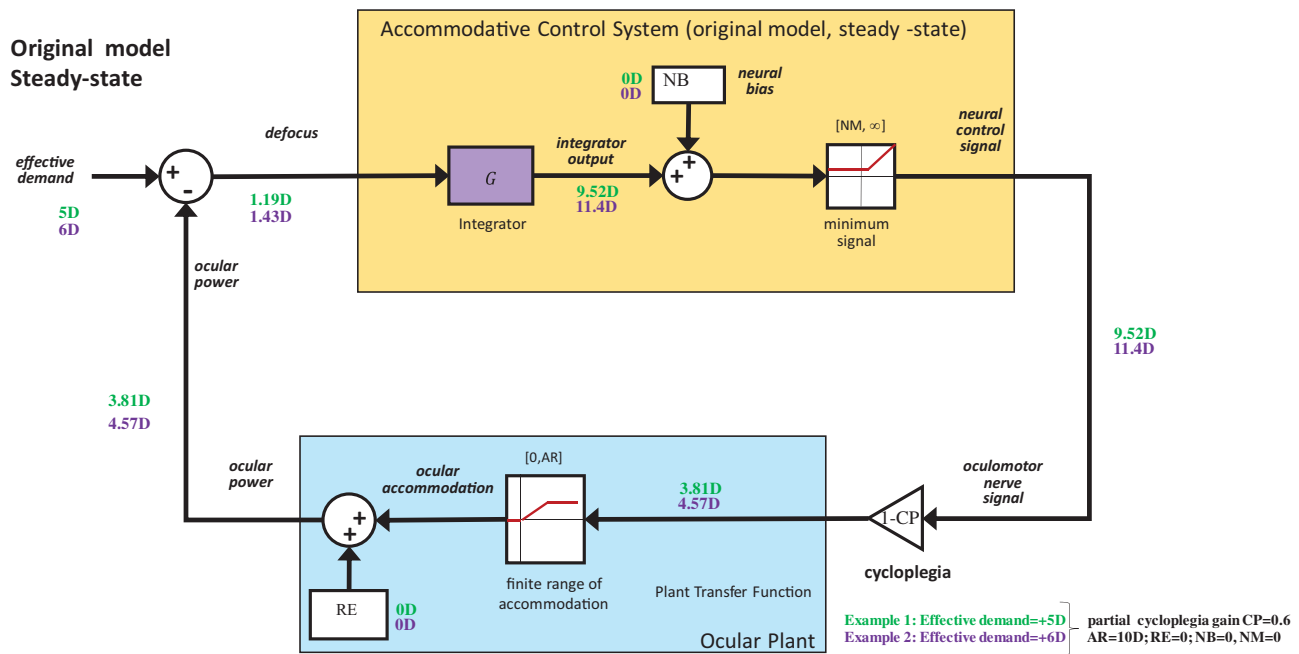 Original model
Steady-state
Accommodative Control System (original model, steady -state)
0D
0D
NB
neural
bias
[NM, ∞]
neural
control
signal
defocus
integrator
output
effective
demand
+
-
G
+
+
5D
6D
1.19D
1.43D
9.52D
11.4D
Integrator
minimum
signal
ocular
power
9.52D
11.4D
3.81D
4.57D
ocular
power
ocular
accommodation
[0,AR]
3.81D
4.57D
oculomotor
nerve
signal
+
+
1-CP
cycloplegia
finite range of
accommodation
Plant Transfer Function
RE
0D
0D
Ocular Plant
Example 1: Effective demand=+5D
Example 2: Effective demand=+6D
partial cycloplegia gain CP=0.6
AR=10D; RE=0; NB=0, NM=0